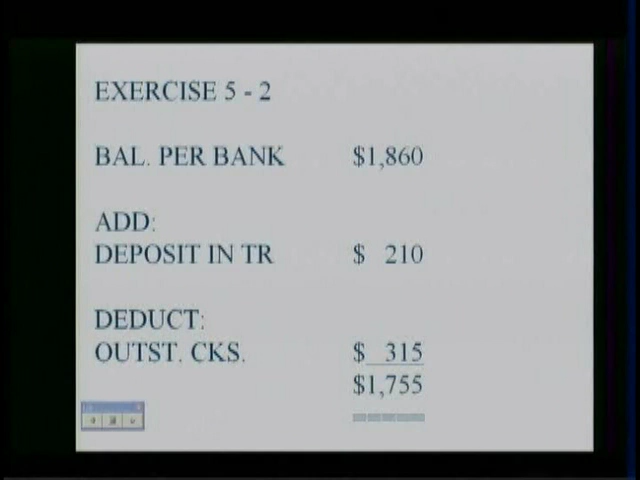 EXERCISE 5 - 2
BAL. PER BANK $1,860
ADD:
DEPOSIT IN TR $ 210
DEDUCT:
OUTST. CKS. $ 315
$1,755